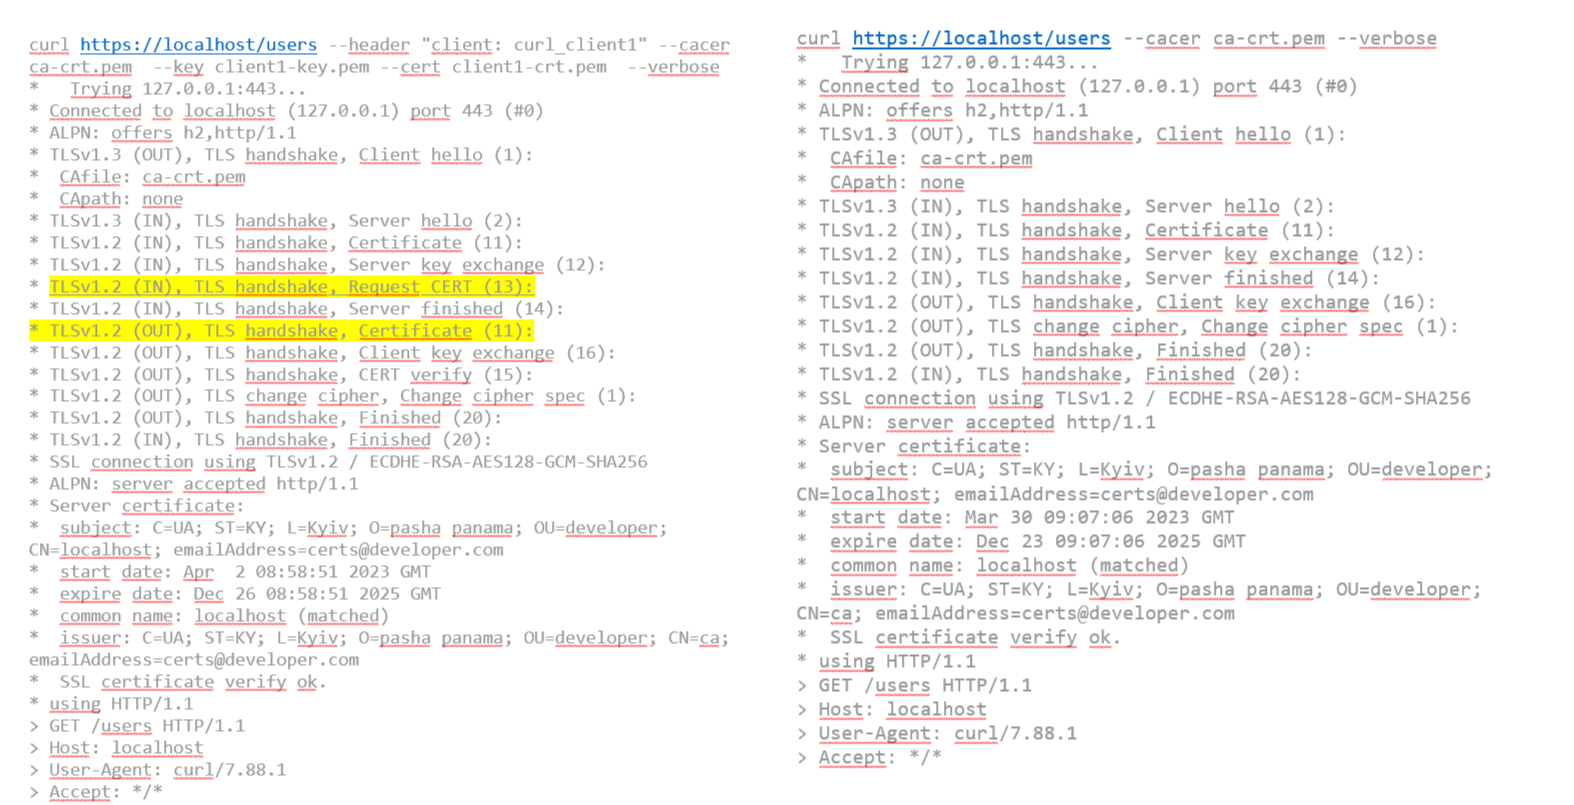 curl https://localhost/users --header "client: curl_client1" --cacer
ca-crt.pem  --key client1-key.pem --cert client1-crt.pem  --verbose
*   Trying 127.0.0.1:443...
* Connected to localhost (127.0.0.1) port 443 (#0)
* ALPN: offers h2,http/1.1
* TLSv1.3 (OUT), TLS handshake, Client hello (1):
*  CAfile: ca-crt.pem
*  CApath: none
* TLSv1.3 (IN), TLS handshake, Server hello (2):
* TLSv1.2 (IN), TLS handshake, Certificate (11):
* TLSv1.2 (IN), TLS handshake, Server key exchange (12):
* TLSv1.2 (IN), TLS handshake, Request CERT (13):
* TLSv1.2 (IN), TLS handshake, Server finished (14):
* TLSv1.2 (OUT), TLS handshake, Certificate (11):
* TLSv1.2 (OUT), TLS handshake, Client key exchange (16):
* TLSv1.2 (OUT), TLS handshake, CERT verify (15):
* TLSv1.2 (OUT), TLS change cipher, Change cipher spec (1):
* TLSv1.2 (OUT), TLS handshake, Finished (20):
* TLSv1.2 (IN), TLS handshake, Finished (20):
* SSL connection using TLSv1.2 / ECDHE-RSA-AES128-GCM-SHA256
* ALPN: server accepted http/1.1
* Server certificate:
*  subject: C=UA; ST=KY; L=Kyiv; O=pasha panama; OU=developer;
CN=localhost; emailAddress=certs@developer.com
*  start date: Apr  2 08:58:51 2023 GMT
*  expire date: Dec 26 08:58:51 2025 GMT
*  common name: localhost (matched)
*  issuer: C=UA; ST=KY; L=Kyiv; O=pasha panama; OU=developer; CN=ca;
emailAddress=certs@developer.com
*  SSL certificate verify ok.
* using HTTP/1.1
> GET /users HTTP/1.1
> Host: localhost
> User-Agent: curl/7.88.1
> Accept: */*
curl https://localhost/users --cacer ca-crt.pem --verbose
*   Trying 127.0.0.1:443...
* Connected to localhost (127.0.0.1) port 443 (#0)
* ALPN: offers h2,http/1.1
* TLSv1.3 (OUT), TLS handshake, Client hello (1):
*  CAfile: ca-crt.pem
*  CApath: none
* TLSv1.3 (IN), TLS handshake, Server hello (2):
* TLSv1.2 (IN), TLS handshake, Certificate (11):
* TLSv1.2 (IN), TLS handshake, Server key exchange (12):
* TLSv1.2 (IN), TLS handshake, Server finished (14):
* TLSv1.2 (OUT), TLS handshake, Client key exchange (16):
* TLSv1.2 (OUT), TLS change cipher, Change cipher spec (1):
* TLSv1.2 (OUT), TLS handshake, Finished (20):
* TLSv1.2 (IN), TLS handshake, Finished (20):
* SSL connection using TLSv1.2 / ECDHE-RSA-AES128-GCM-SHA256
* ALPN: server accepted http/1.1
* Server certificate:
*  subject: C=UA; ST=KY; L=Kyiv; O=pasha panama; OU=developer;
CN=localhost; emailAddress=certs@developer.com
*  start date: Mar 30 09:07:06 2023 GMT
*  expire date: Dec 23 09:07:06 2025 GMT
*  common name: localhost (matched)
*  issuer: C=UA; ST=KY; L=Kyiv; O=pasha panama; OU=developer;
CN=ca; emailAddress=certs@developer.com
*  SSL certificate verify ok.
* using HTTP/1.1
> GET /users HTTP/1.1
> Host: localhost
> User-Agent: curl/7.88.1
> Accept: */*